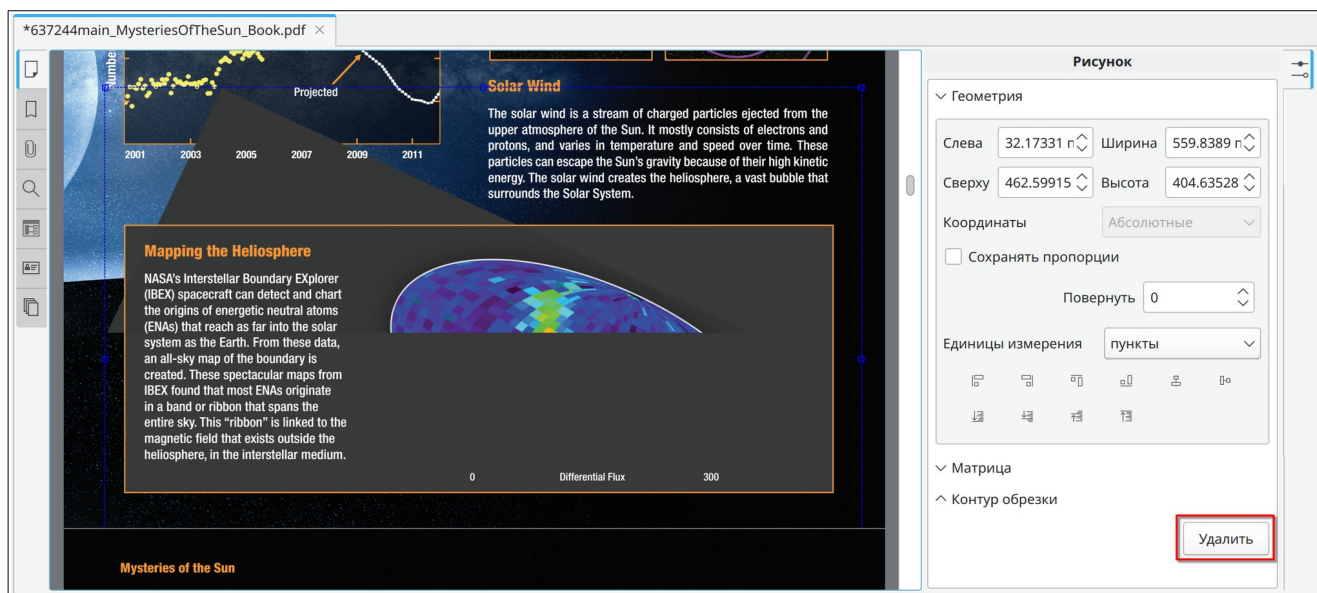 *637244main_MysteriesOfTheSun_Book.pdf
Numbe
Projected
2001 2003 2005 2007 2009 2011
Solar Wind
The solar wind is a stream of charged particles ejected from the
upper atmosphere of the Sun. It mostly consists of electrons and
protons, and varies in temperature and speed over time. These
particles can escape the Sun's gravity because of their high kinetic
energy. The solar wind creates the heliosphere, a vast bubble that
surrounds the Solar System.
Mapping the Heliosphere
NASA's Interstellar Boundary EXplorer
(IBEX) spacecraft can detect and chart
the origins of energetic neutral atoms
(ENAs) that reach as far into the solar
system as the Earth. From these data,
an all-sky map of the boundary is
created. These spectacular maps from
IBEX found that most ENAs originate
in a band or ribbon that spans the
entire sky. This “ribbon” is linked to the
magnetic field that exists outside the
heliosphere, in the interstellar medium.
0 Differential Flux 300
Mysteries of the Sun
Рисунок
Геометрия
Слева 32.17331 п Ширина 559.8389 п
Сверху 462.59915 Высота 404.63528
Координаты Абсолютные
Сохранять пропорции
Повернуть 0
Единицы измерения пункты
Матрица
Контур обрезки
Удалить